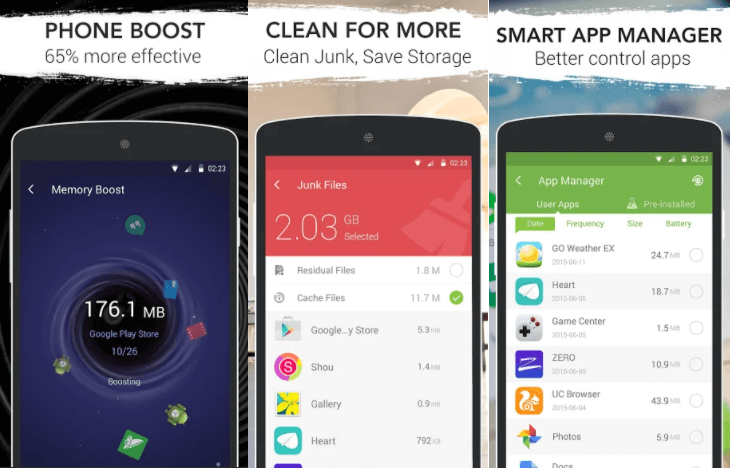 PHONE BOOST
65% more effective
02:23
Memory Boost
176.1 MB
Google Play Store
10/26
Boosting
CLEAN FOR MORE
Clean Junk, Save Storage
02:23
Junk Files
2.03 GB
Selected
Residual Files 1.8 M
Cache Files 11.7 M
Google...y Store 5.3 MB
Shou 1.4 MB
Gallery 0.9 MB
Heart 792 KB
SMART APP MANAGER
Better control apps
02:23
App Manager
User Apps Pre-installed
Date Frequency Size Battery
GO Weather EX
2015-06-11
24.7 MB
Heart
2015-06-05
18.7 MB
Game Center
2015-06-05
1.5 MB
ZERO
2015-06-05
10.9 MB
UC Browser
2015-06-04
43.9 MB
Photos 5.9 MB
Docs